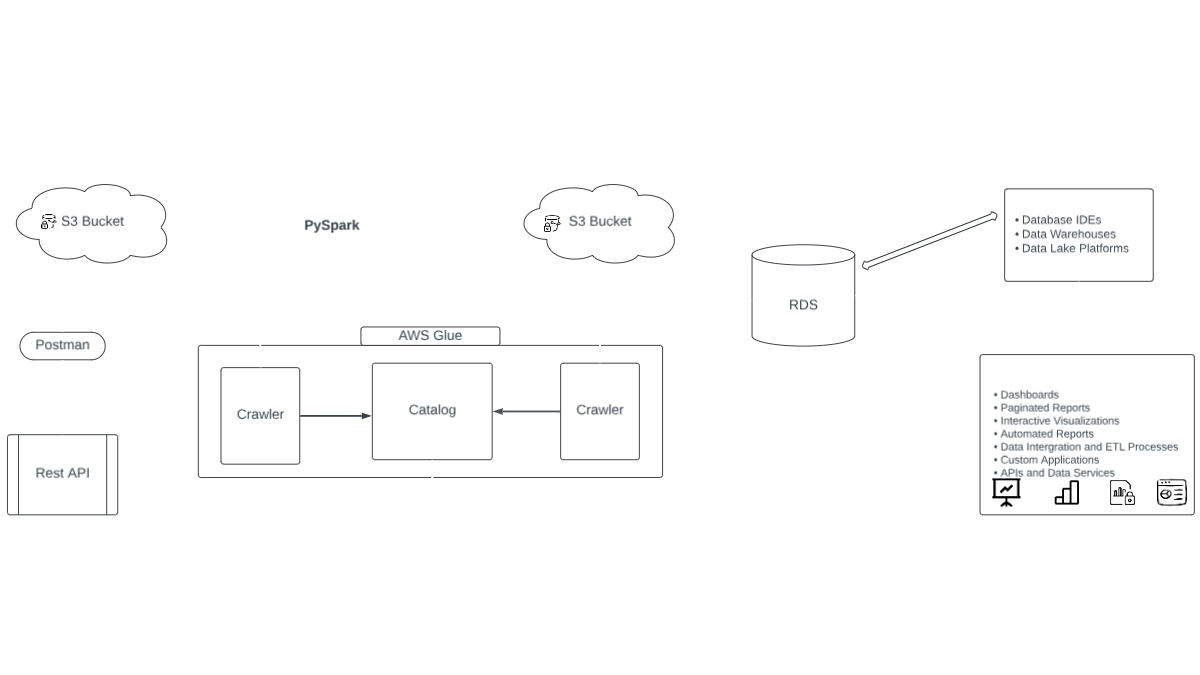 S3 Bucket
PySpark
S3 Bucket
• Database IDEs
• Data Warehouses
• Data Lake Platforms
RDS
Postman
AWS Glue
Crawler
Catalog
Crawler
Rest API
• Dashboards
• Paginated Reports
• Interactive Visualizations
• Automated Reports
• Data Intergration and ETL Processes
• Custom Applications
• APIs and Data Services